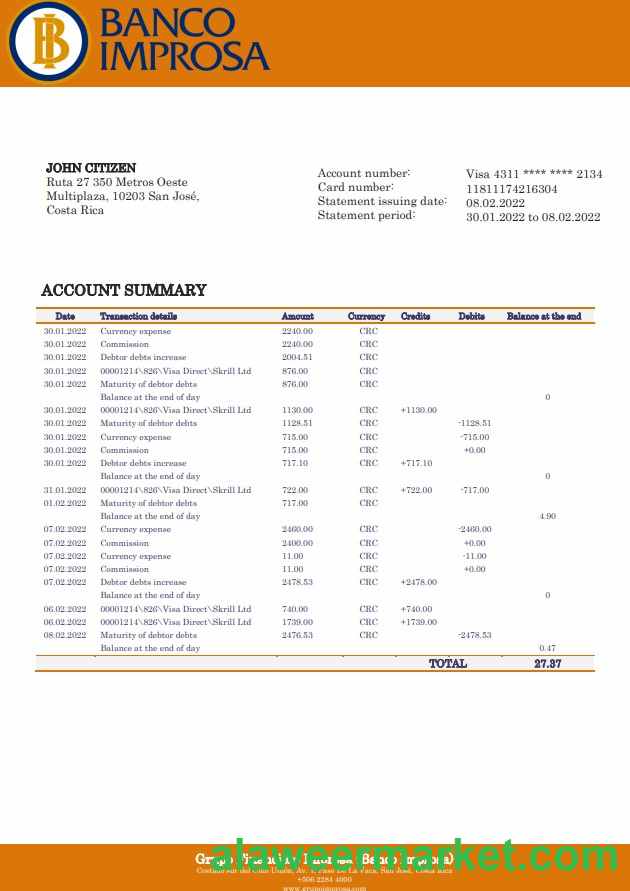 BANCO
IMPROSA
JOHN CITIZEN
Ruta 27 350 Metros Oeste
Multiplaza, 10203 San José,
Costa Rica
Account number: Visa 4311 **** **** 2134
Card number: 11811174216304
Statement issuing date: 08.02.2022
Statement period: 30.01.2022 to 08.02.2022
ACCOUNT SUMMARY
Date Transaction details Amount Currency Credits Debits Balance at the end
30.01.2022 Currency expense 2240.00 CRC
30.01.2022 Commission 2240.00 CRC
30.01.2022 Debtor debts increase 2004.51 CRC
30.01.2022 00001214\826\Visa Direct\Skrill Ltd 876.00 CRC
30.01.2022 Maturity of debtor debts 876.00 CRC
Balance at the end of day 0
30.01.2022 00001214\826\Visa Direct\Skrill Ltd 1130.00 CRC +1130.00
30.01.2022 Maturity of debtor debts 1128.51 CRC -1128.51
30.01.2022 Currency expense 715.00 CRC -715.00
30.01.2022 Commission 715.00 CRC +0.00
30.01.2022 Debtor debts increase 717.10 CRC +717.10
Balance at the end of day 0
31.01.2022 00001214\826\Visa Direct\Skrill Ltd 722.00 CRC +722.00 -717.00
01.02.2022 Maturity of debtor debts 717.00 CRC
Balance at the end of day 4.90
07.02.2022 Currency expense 2460.00 CRC -2460.00
07.02.2022 Commission 2400.00 CRC +0.00
07.02.2022 Currency expense 11.00 CRC -11.00
07.02.2022 Commission 11.00 CRC +0.00
07.02.2022 Debtor debts increase 2478.53 CRC +2478.00
Balance at the end of day 0
06.02.2022 00001214\826\Visa Direct\Skrill Ltd 740.00 CRC +740.00
06.02.2022 00001214\826\Visa Direct\Skrill Ltd 1739.00 CRC +1739.00
08.02.2022 Maturity of debtor debts 2476.53 CRC -2478.53
Balance at the end of day 0.47
TOTAL 27.37
alaweermarket.com
Grupo Financiero Improsa (Banco Improsa)
Costado sur del Club Unión, Av. 1, Paso De La Vaca, San José, Costa Rica
+506 2284 4000
www.grupoimprosa.com